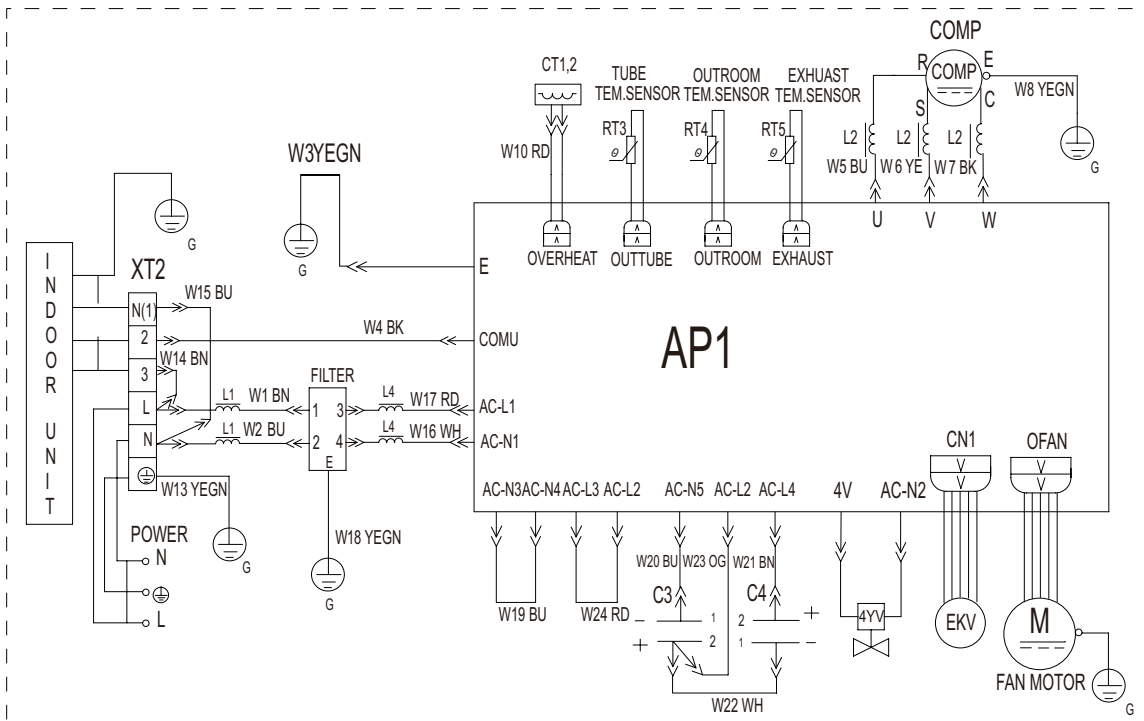 COMP
CT1,2
TUBE
TEM.SENSOR
OUTROOM
TEM.SENSOR
EXHUAST
TEM.SENSOR
R
COMP
E
W8 YEGN
S
C
G
RT3
RT4
RT5
θ
θ
θ
L2
L2
L2
W10 RD
W5 BU
W6 YE
W7 BK
W3YEGN
G
G
U
V
W
OVERHEAT
OUTTUBE
OUTROOM
EXHAUST
INDOOR UNIT
XT2
E
W15 BU
N(1)
2
W4 BK
COMU
AP1
3
W14 BN
FILTER
L
L1
W1 BN
1
3
L4
W17 RD
AC-L1
N
L1
W2 BU
2
4
L4
W16 WH
AC-N1
E
W13 YEGN
G
W18 YEGN
G
CN1
OFAN
AC-N3
AC-N4
AC-L3
AC-L2
AC-N5
AC-L2
AC-L4
4V
AC-N2
POWER
N
L
W20 BU
W23 OG
W21 BN
C3
C4
W19 BU
W24 RD
-
1
2
+
+
2
1
-
4YV
EKV
M
W22 WH
FAN MOTOR
G